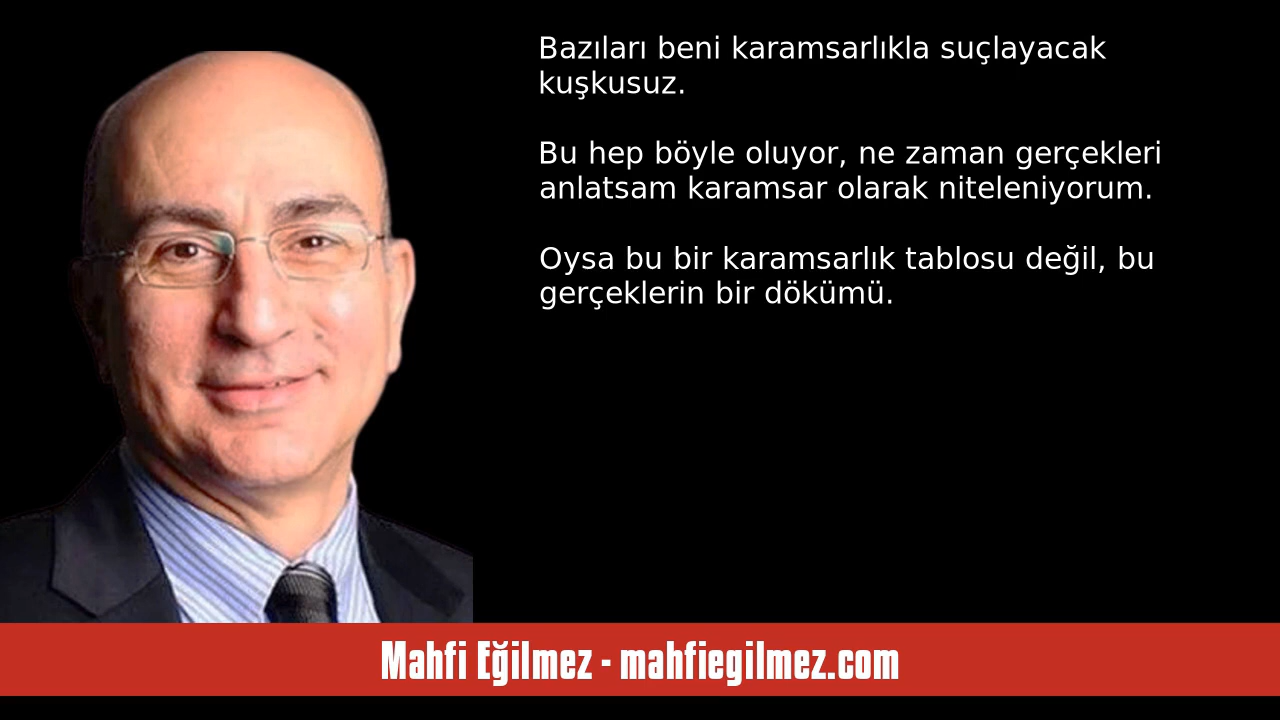 Bazıları beni karamsarlıkla suçlayacak
kuşkusuz.
Bu hep böyle oluyor, ne zaman gerçekleri
anlatsam karamsar olarak niteleniyorum.
Oysa bu bir karamsarlık tablosu değil, bu
gerçeklerin bir dökümü.
Mahfi Eğilmez - mahfiegilmez.com